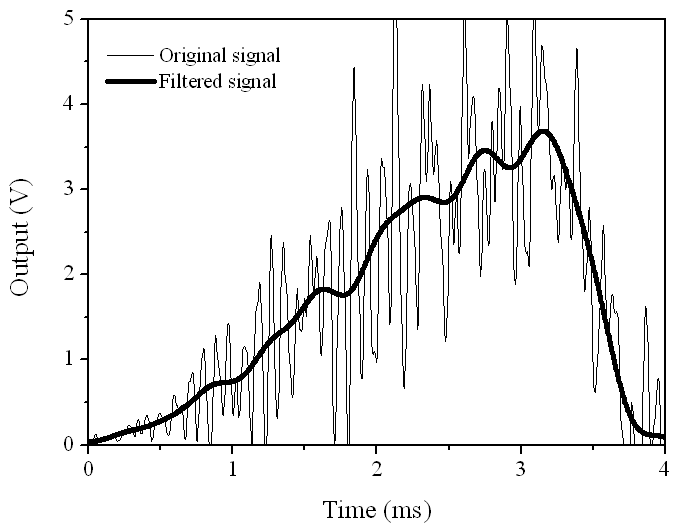 5
4
3
2
1
0
Output (V)
Original signal
Filtered signal
0 1 2 3 4
Time (ms)